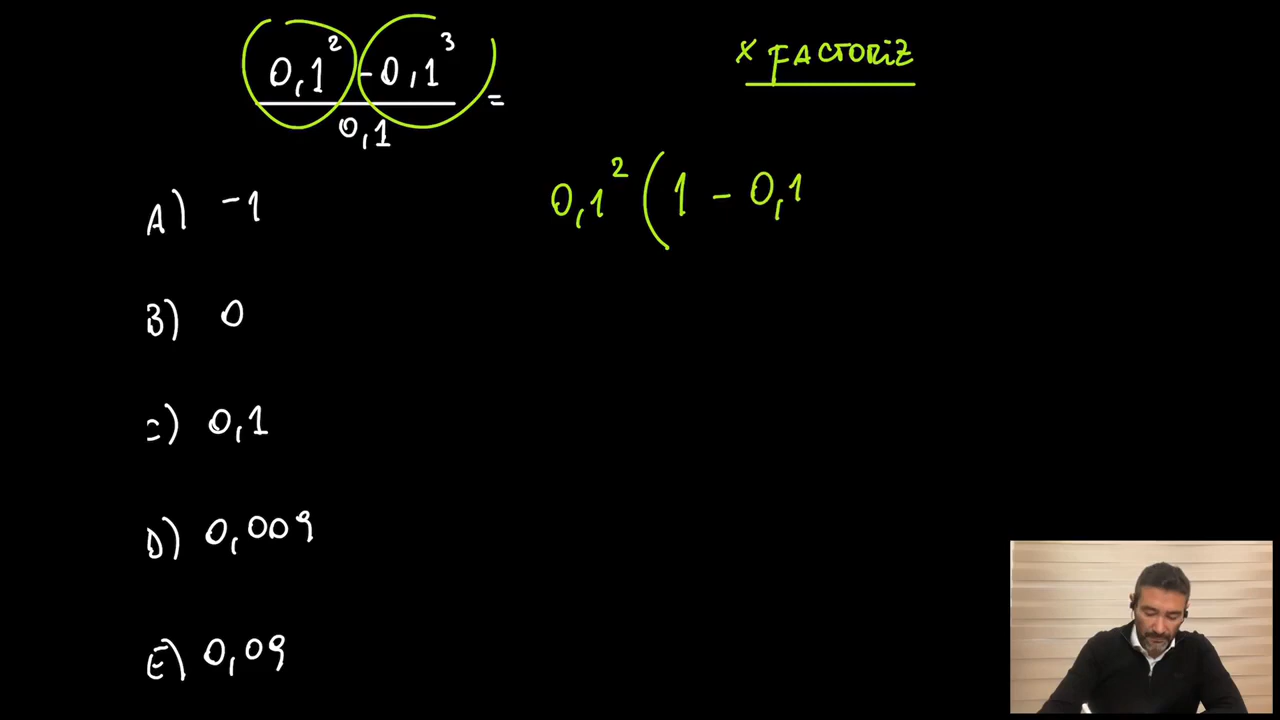 0,1² - 0,1³
0,1
=
x FACTORIZ
0,1² (1 - 0,1
A) -1
B) 0
C) 0,1
D) 0,009
E) 0,09